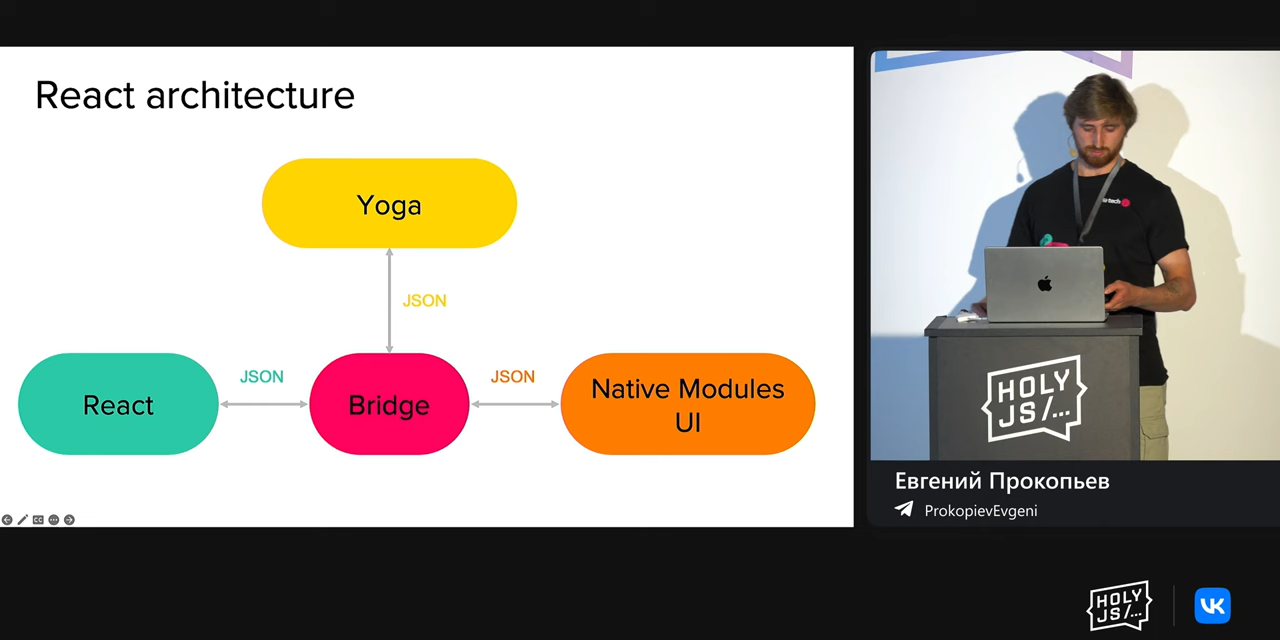 React architecture
Yoga
JSON
React
JSON
Bridge
JSON
Native Modules
UI
HOLY
JS/...
Евгений Прокопьев
ProkopievEvgeni
HOLY
JS/...